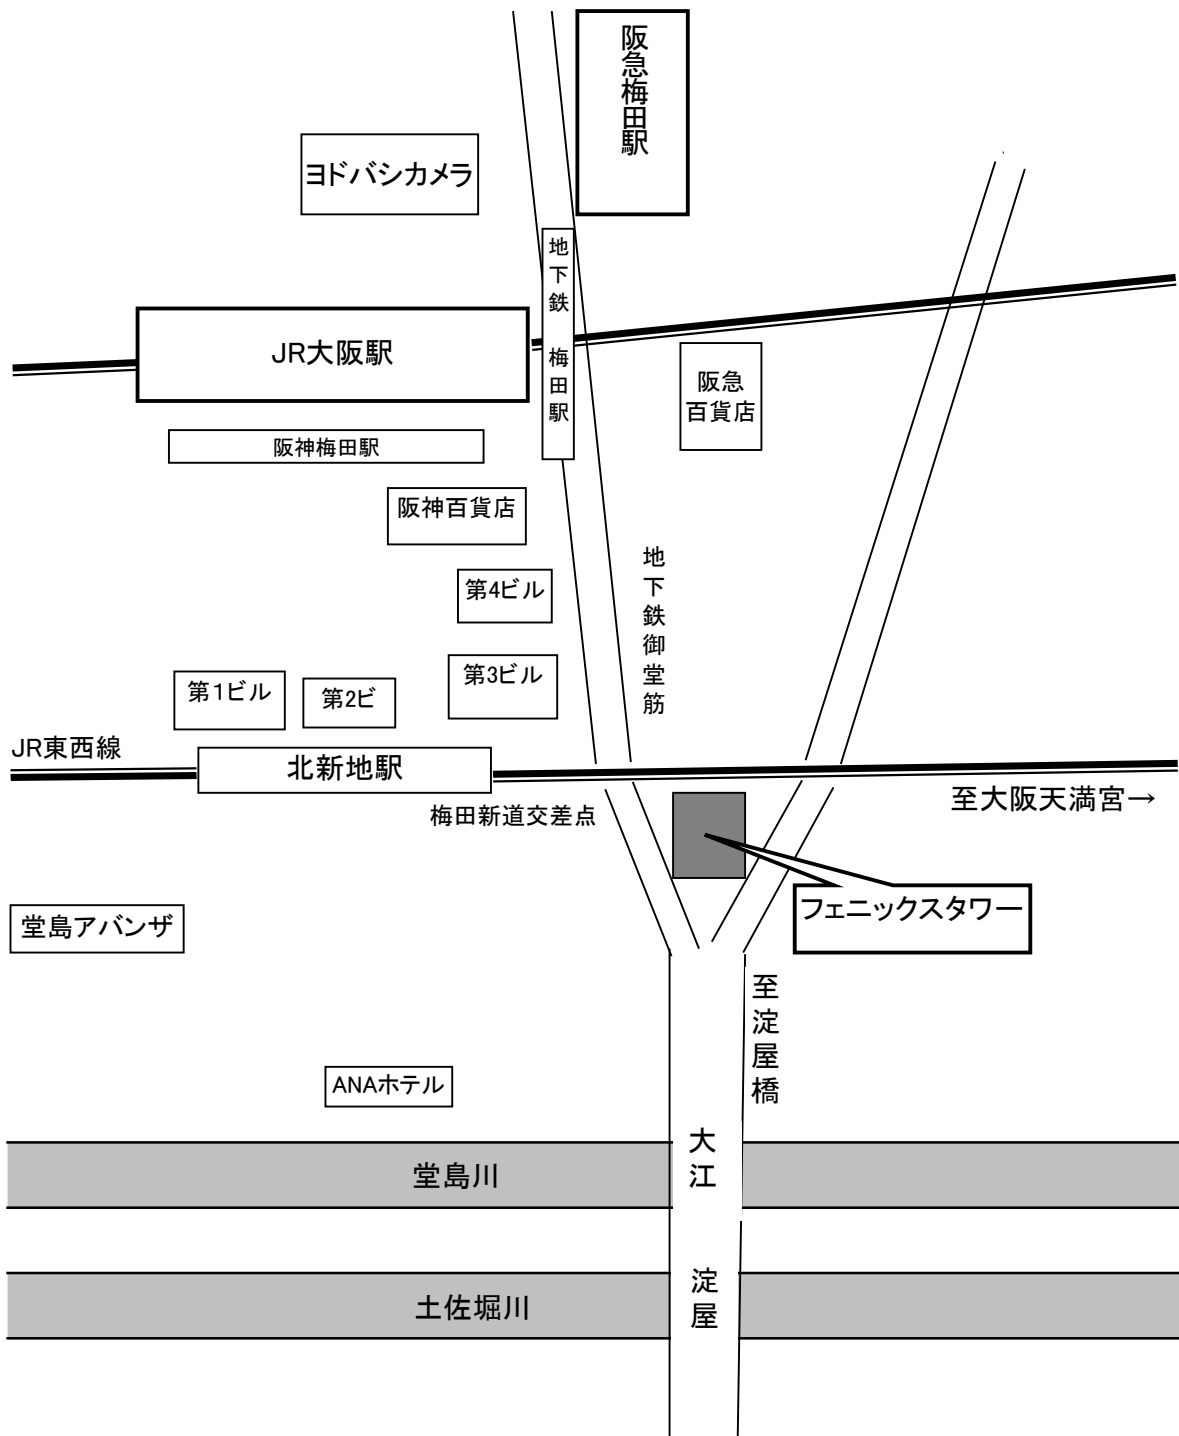 阪急梅田駅
ヨドバシカメラ
地下鉄 梅田駅
JR大阪駅
阪急
百貨店
阪神梅田駅
阪神百貨店
第4ビル
地下鉄御堂筋
第3ビル
第1ビル
第2ビ
JR東西線
北新地駅
至大阪天満宮→
梅田新道交差点
フェニックスタワー
堂島アバンザ
至淀屋橋
ANAホテル
大江
堂島川
淀屋
土佐堀川